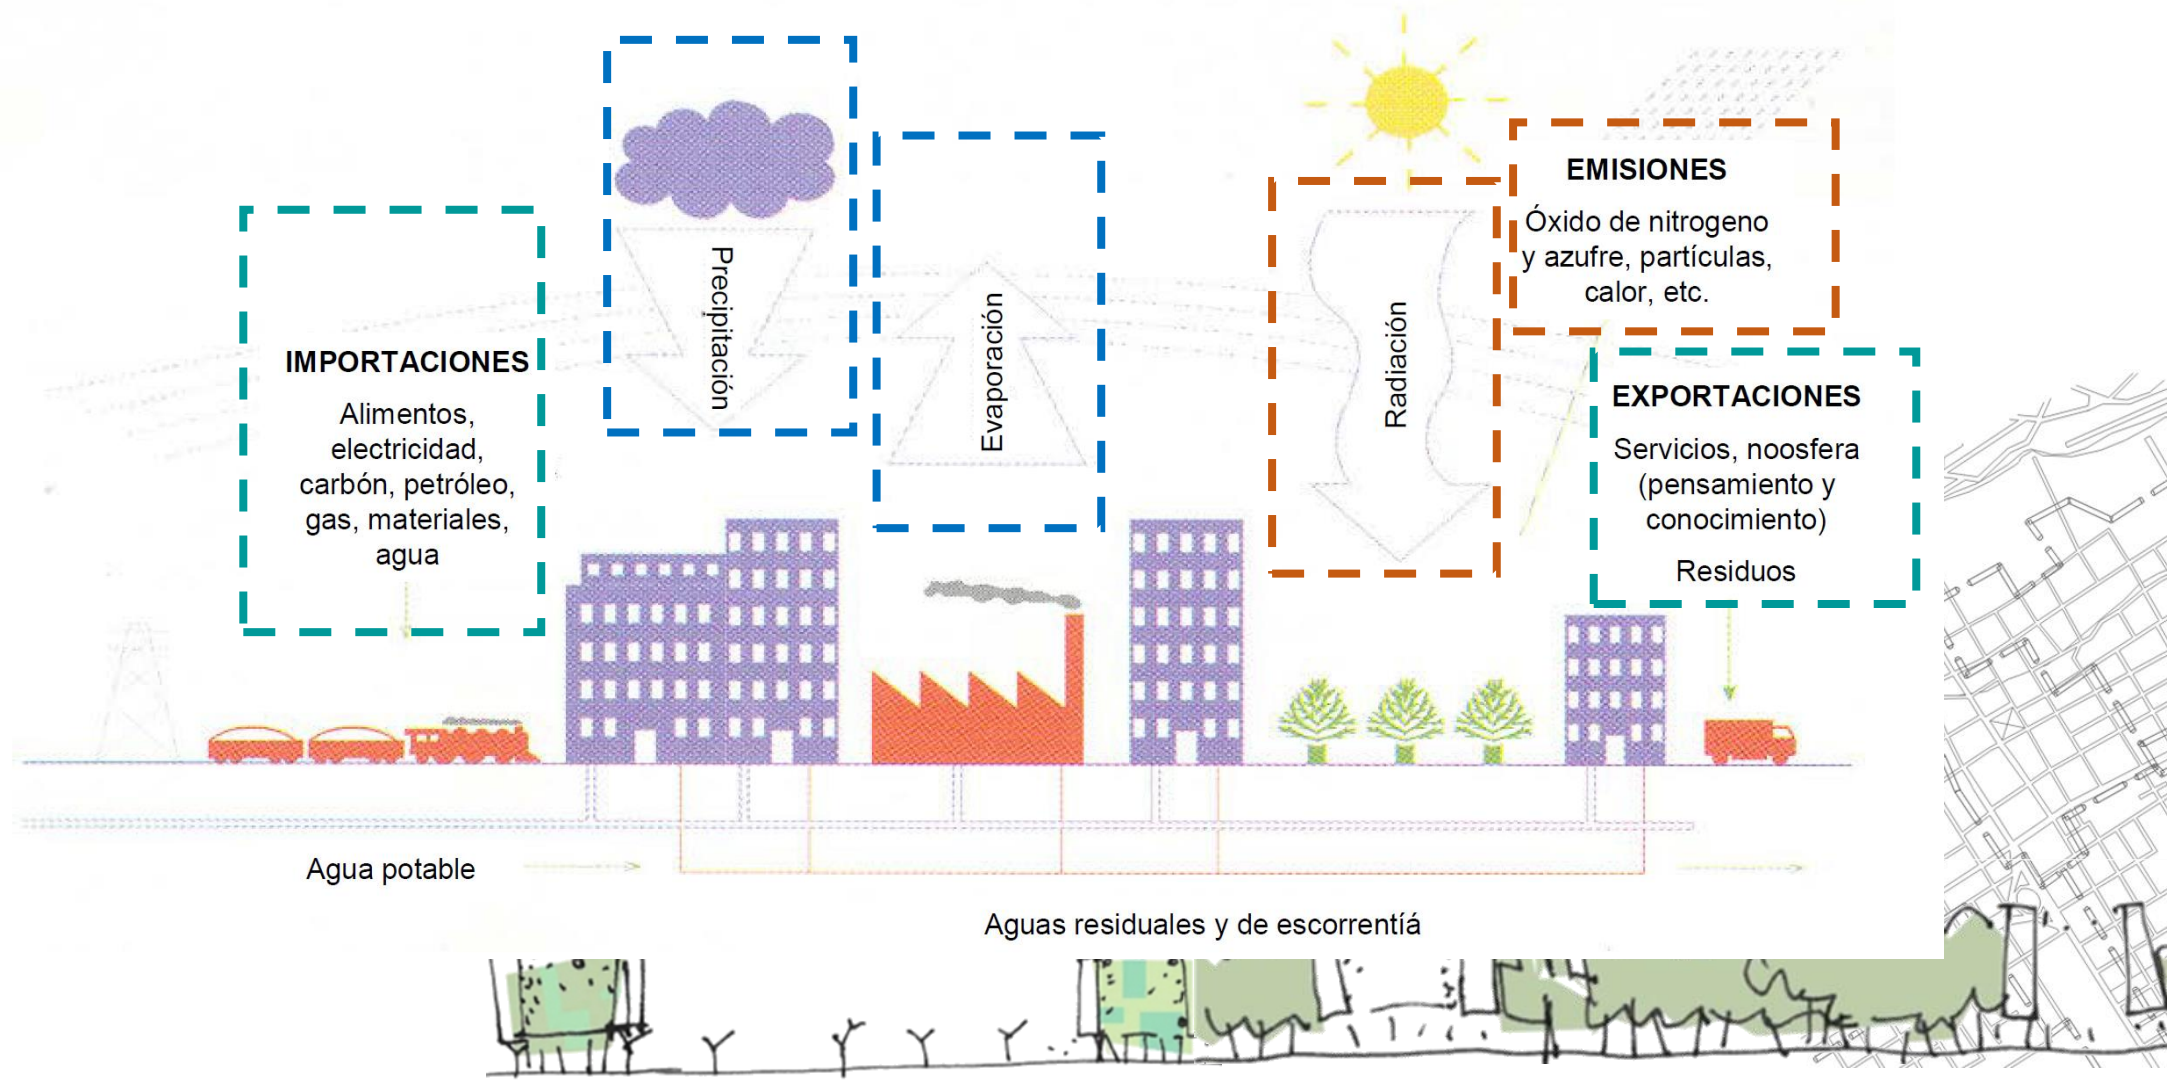 IMPORTACIONES
Alimentos,
electricidad,
carbón, petróleo,
gas, materiales,
agua
Precipitación
Evaporación
Radiación
EMISIONES
Óxido de nitrogeno
y azufre, partículas,
calor, etc.
EXPORTACIONES
Servicios, noosfera
(pensamiento y
conocimiento)
Residuos
Agua potable
Aguas residuales y de escorrentíá